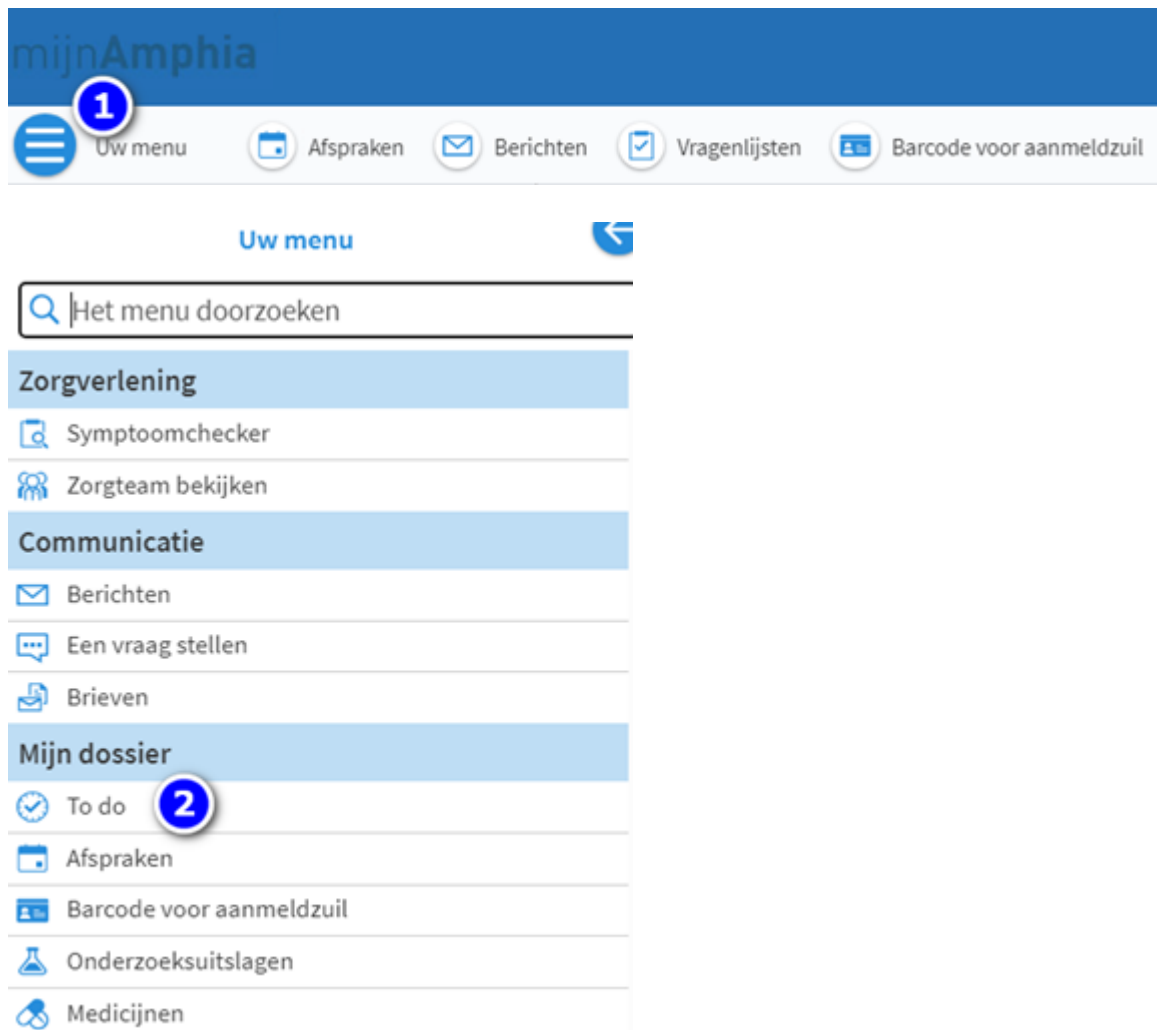 mijnAmphia
1
Uw menu Afspraken Berichten Vragenlijsten Barcode voor aanmeldzuil
Uw menu
Het menu doorzoeken
Zorgverlening
Symptoomchecker
Zorgteam bekijken
Communicatie
Berichten
Een vraag stellen
Brieven
Mijn dossier
To do 2
Afspraken
Barcode voor aanmeldzuil
Onderzoeksuitslagen
Medicijnen